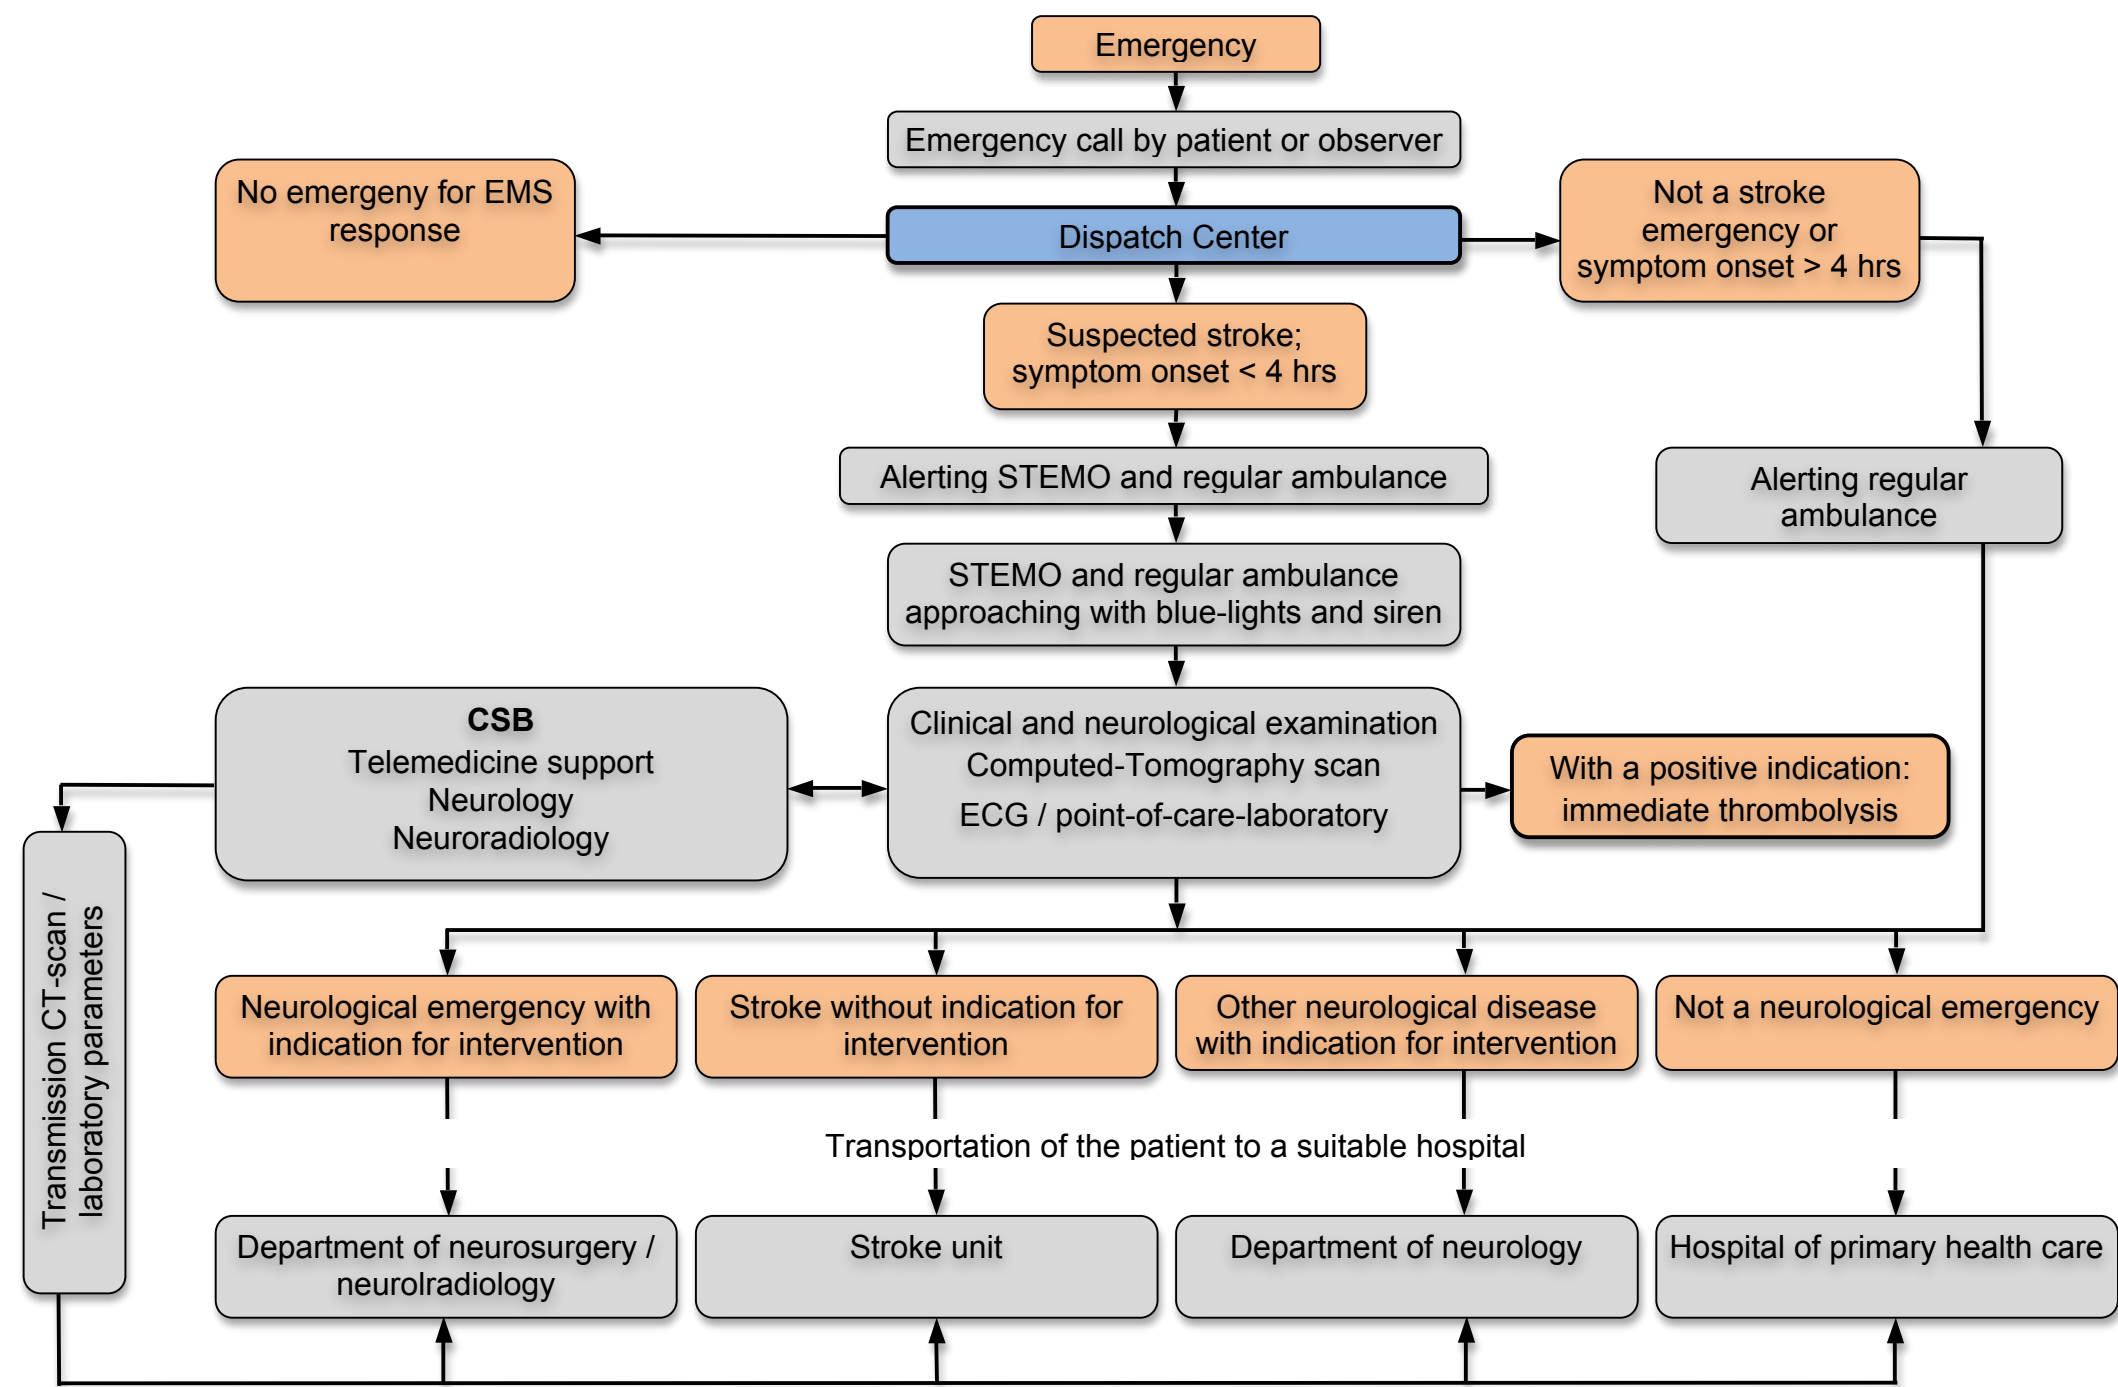 Emergency
Emergency call by patient or observer
No emergeny for EMS
response
Dispatch Center
Not a stroke
emergency or
symptom onset > 4 hrs
Suspected stroke;
symptom onset < 4 hrs
Alerting STEMO and regular ambulance
Alerting regular
ambulance
STEMO and regular ambulance
approaching with blue-lights and siren
CSB
Telemedicine support
Neurology
Neuroradiology
Clinical and neurological examination
Computed-Tomography scan
ECG / point-of-care-laboratory
With a positive indication:
immediate thrombolysis
Transmission CT-scan /
laboratory parameters
Neurological emergency with
indication for intervention
Stroke without indication for
intervention
Other neurological disease
with indication for intervention
Not a neurological emergency
Transportation of the patient to a suitable hospital
Department of neurosurgery /
neurolradiology
Stroke unit
Department of neurology
Hospital of primary health care